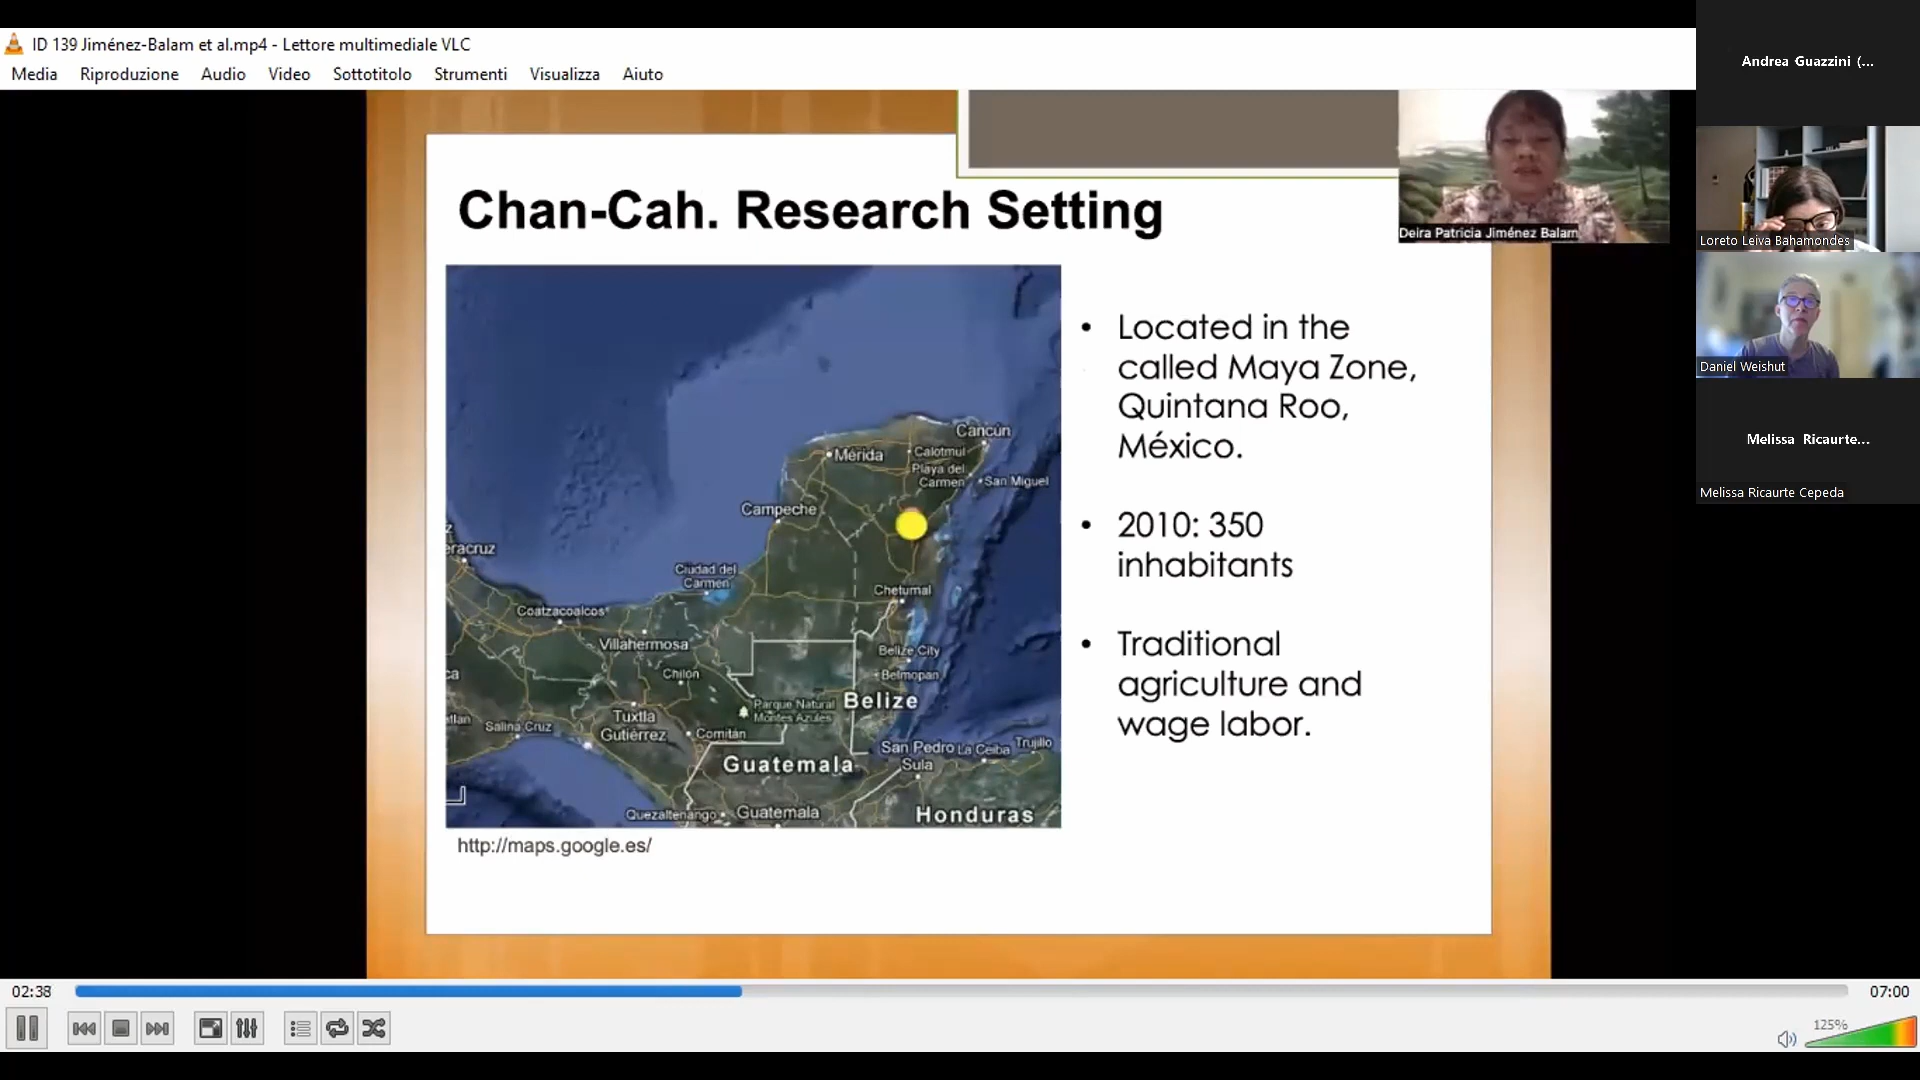 ID 139 Jiménez-Balam et al.mp4 - Lettore multimediale VLC
Media Riproduzione Audio Video Sottotitolo Strumenti Visualizza Aiuto
Chan-Cah. Research Setting
Deira Patricia Jiménez Balam
Cancún
Mérida
Calotmul
Playa del
Carmen
San Miguel
Campeche
eracruz
Ciudad del
Carmen
Chetumal
Coatzacoalcos
Villahermosa
Belize City
Chilón
Belmopan
Parque Natural
Montes Azules
Belize
Salina Cruz
Tuxtla
Gutiérrez
Comitán
San Pedro
Sula
La Ceiba
Trujillo
Guatemala
Quezaltenango
Guatemala
Honduras
http://maps.google.es/
• Located in the
called Maya Zone,
Quintana Roo,
México.
• 2010: 350
inhabitants
• Traditional
agriculture and
wage labor.
Andrea Guazzini (...
Loreto Leiva Bahamondes
Daniel Weishut
Melissa Ricaurte...
Melissa Ricaurte Cepeda
02:38
07:00
125%